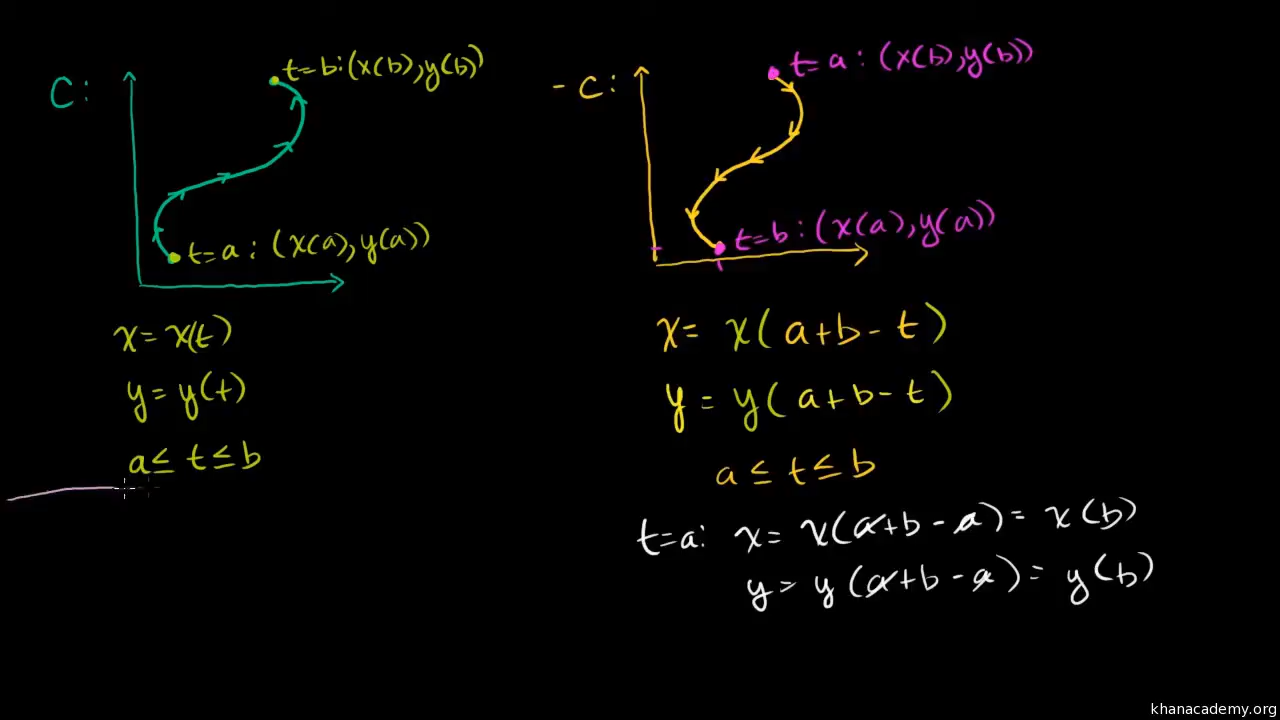 C:
t=b:(x(b),y(b))
t=a : (x(a),y(a))
x= x(t)
y= y(t)
a≤ t≤b
-C:
t= a : (x(b),y(b))
t=b : (x(a),y(a))
x= x( a+b- t )
y = y( a+b-t )
a ≤ t≤ b
t=a: x= x(a+b-a)= x(b)
y= y (a+b-a)= y(b)
khanacademy.org